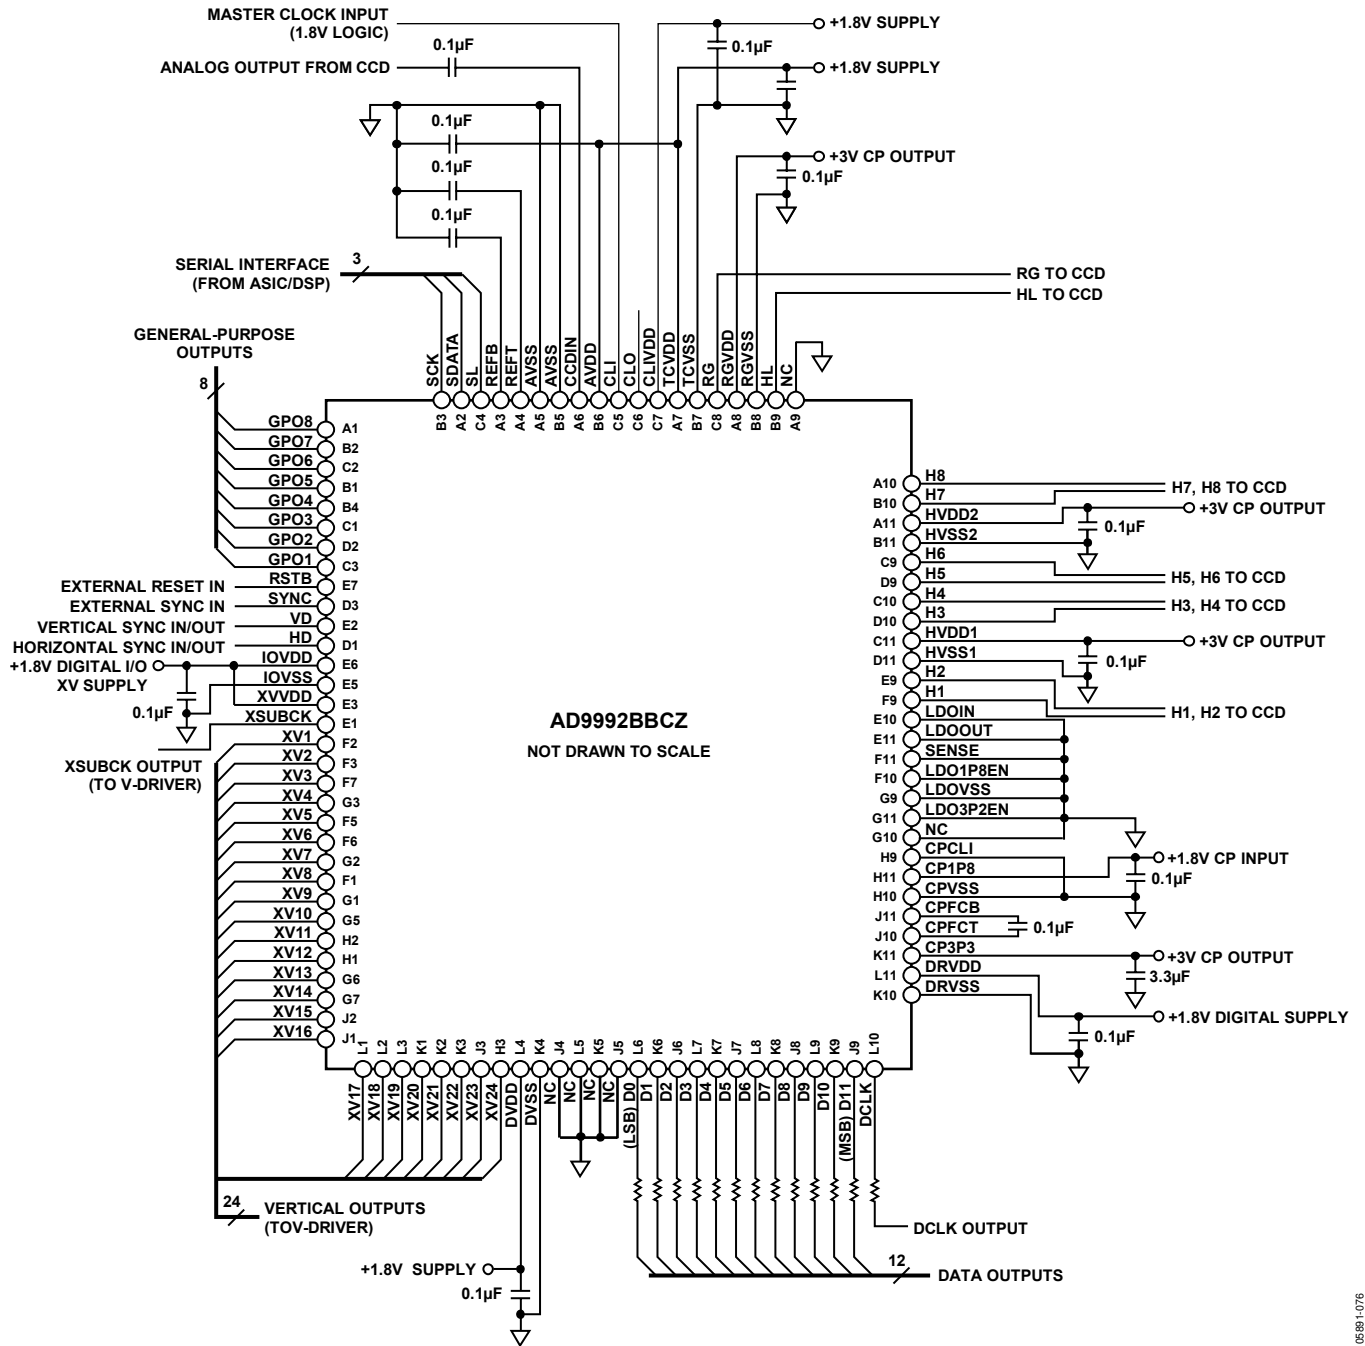 MASTER CLOCK INPUT
(1.8V LOGIC)
+1.8V SUPPLY
0.1µF
0.1µF
ANALOG OUTPUT FROM CCD
+1.8V SUPPLY
0.1µF
+3V CP OUTPUT
0.1µF
0.1µF
0.1µF
SERIAL INTERFACE
(FROM ASIC/DSP)
3
RG TO CCD
HL TO CCD
GENERAL-PURPOSE
OUTPUTS
8
SCK
SDATA
SL
REFB
REFT
AVSS
AVSS
CCDIN
AVDD
CLI
CLO
CLIVDD
TCVDD
TCVSS
RG
RGVDD
RGVSS
HL
NC
B3
A2
C4
A3
A4
A5
B5
A6
B6
C5
C6
C7
A7
B7
C8
A8
B8
B9
A9
GPO8 A1
GPO7 B2
GPO6 C2
GPO5 B1
GPO4 B4
GPO3 C1
GPO2 D2
GPO1 C3
EXTERNAL RESET IN RSTB E7
EXTERNAL SYNC IN SYNC D3
VERTICAL SYNC IN/OUT VD E2
HORIZONTAL SYNC IN/OUT HD D1
+1.8V DIGITAL I/O IOVDD E6
XV SUPPLY IOVSS E5
0.1µF XVVDD E3
XSUBCK E1
XSUBCK OUTPUT
(TO V-DRIVER)
XV1 F2
XV2 F3
XV3 F7
XV4 G3
XV5 F5
XV6 F6
XV7 G2
XV8 F1
XV9 G1
XV10 G5
XV11 H2
XV12 H1
XV13 G6
XV14 G7
XV15 J2
XV16 J1
AD9992BBCZ
NOT DRAWN TO SCALE
A10 H8
B10 H7
H7, H8 TO CCD
A11 HVDD2
+3V CP OUTPUT
0.1µF
B11 HVSS2
C9 H6
D9 H5
H5, H6 TO CCD
C10 H4
D10 H3
H3, H4 TO CCD
C11 HVDD1
+3V CP OUTPUT
0.1µF
D11 HVSS1
E9 H2
F9 H1
H1, H2 TO CCD
E10 LDOIN
E11 LDOOUT
F11 SENSE
F10 LDO1P8EN
G9 LDOVSS
G11 LDO3P2EN
G10 NC
H9 CPCLI
+1.8V CP INPUT
H11 CP1P8
0.1µF
H10 CPVSS
J11 CPFCB
0.1µF
J10 CPFCT
K11 CP3P3
+3V CP OUTPUT
L11 DRVDD
3.3µF
K10 DRVSS
+1.8V DIGITAL SUPPLY
0.1µF
L1
L2
L3
K1
K2
K3
J3
H3
L4
K4
J4
L5
K5
J5
L6
K6
J6
L7
K7
J7
L8
K8
J8
L9
K9
J9
L10
XV17
XV18
XV19
XV20
XV21
XV22
XV23
XV24
DVDD
DVSS
NC
NC
NC
NC
(LSB) D0
D1
D2
D3
D4
D5
D6
D7
D8
D9
D10
(MSB) D11
DCLK
24
VERTICAL OUTPUTS
(TOV-DRIVER)
DCLK OUTPUT
+1.8V SUPPLY
0.1µF
12
DATA OUTPUTS
05891-076